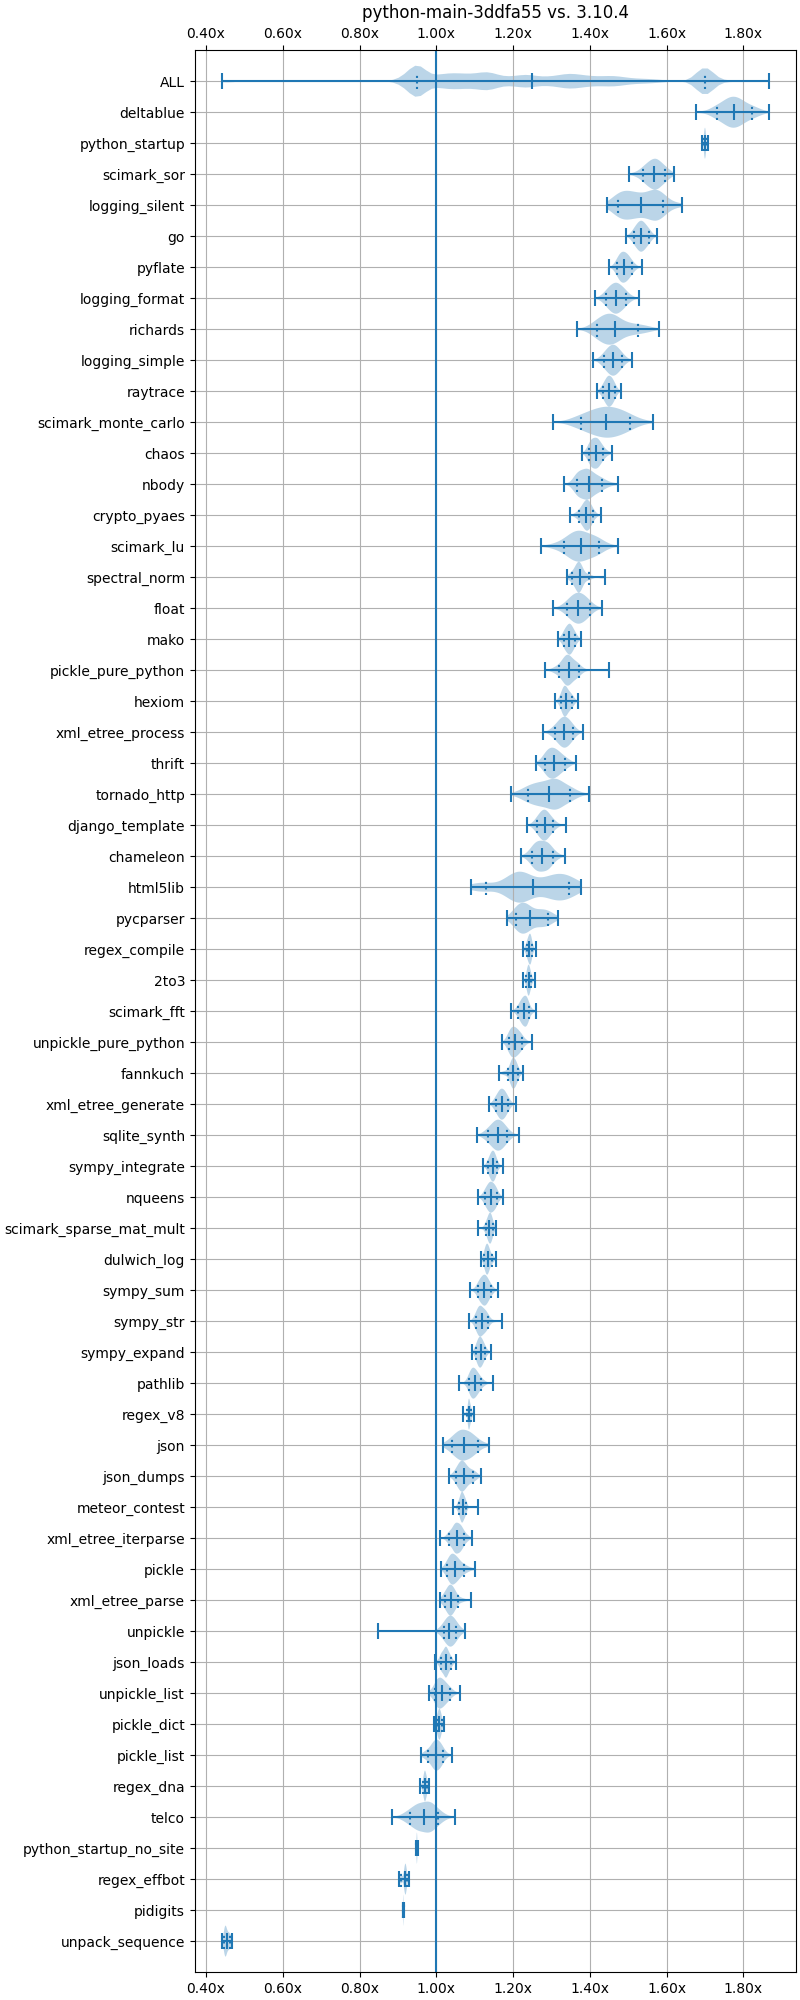 python-main-3ddfa55 vs. 3.10.4
0.40x 0.60x 0.80x 1.00x 1.20x 1.40x 1.60x 1.80x
ALL
deltablue
python_startup
scimark_sor
logging_silent
go
pyflate
logging_format
richards
logging_simple
raytrace
scimark_monte_carlo
chaos
nbody
crypto_pyaes
scimark_lu
spectral_norm
float
mako
pickle_pure_python
hexiom
xml_etree_process
thrift
tornado_http
django_template
chameleon
html5lib
pycparser
regex_compile
2to3
scimark_fft
unpickle_pure_python
fannkuch
xml_etree_generate
sqlite_synth
sympy_integrate
nqueens
scimark_sparse_mat_mult
dulwich_log
sympy_sum
sympy_str
sympy_expand
pathlib
regex_v8
json
json_dumps
meteor_contest
xml_etree_iterparse
pickle
xml_etree_parse
unpickle
json_loads
unpickle_list
pickle_dict
pickle_list
regex_dna
telco
python_startup_no_site
regex_effbot
pidigits
unpack_sequence
0.40x 0.60x 0.80x 1.00x 1.20x 1.40x 1.60x 1.80x